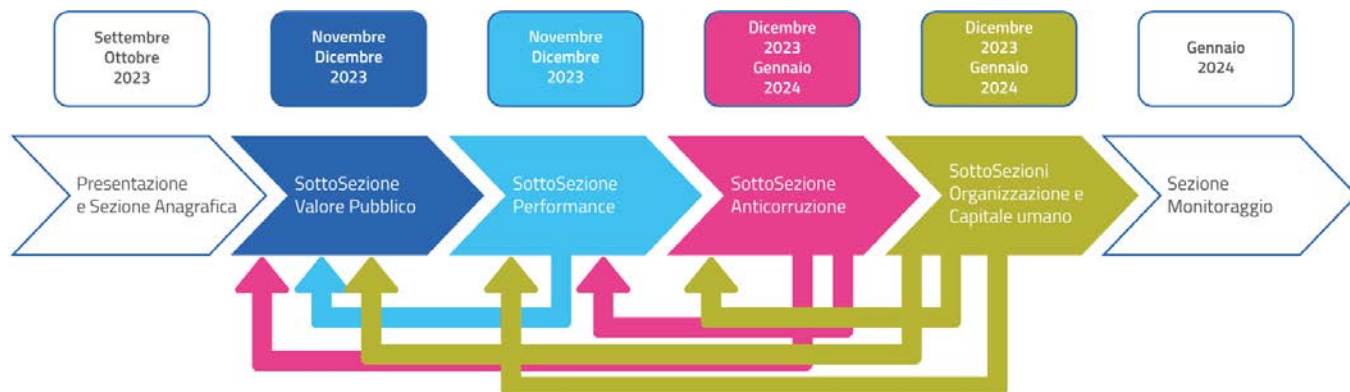 Settembre
Ottobre
2023
Novembre
Dicembre
2023
Novembre
Dicembre
2023
Dicembre
2023
Gennaio
2024
Dicembre
2023
Gennaio
2024
Gennaio
2024
Presentazione
e Sezione Anagrafica
SottoSezione
Valore Pubblico
SottoSezione
Performance
SottoSezione
Anticorruzione
SottoSezioni
Organizzazione e
Capitale umano
Sezione
Monitoraggio